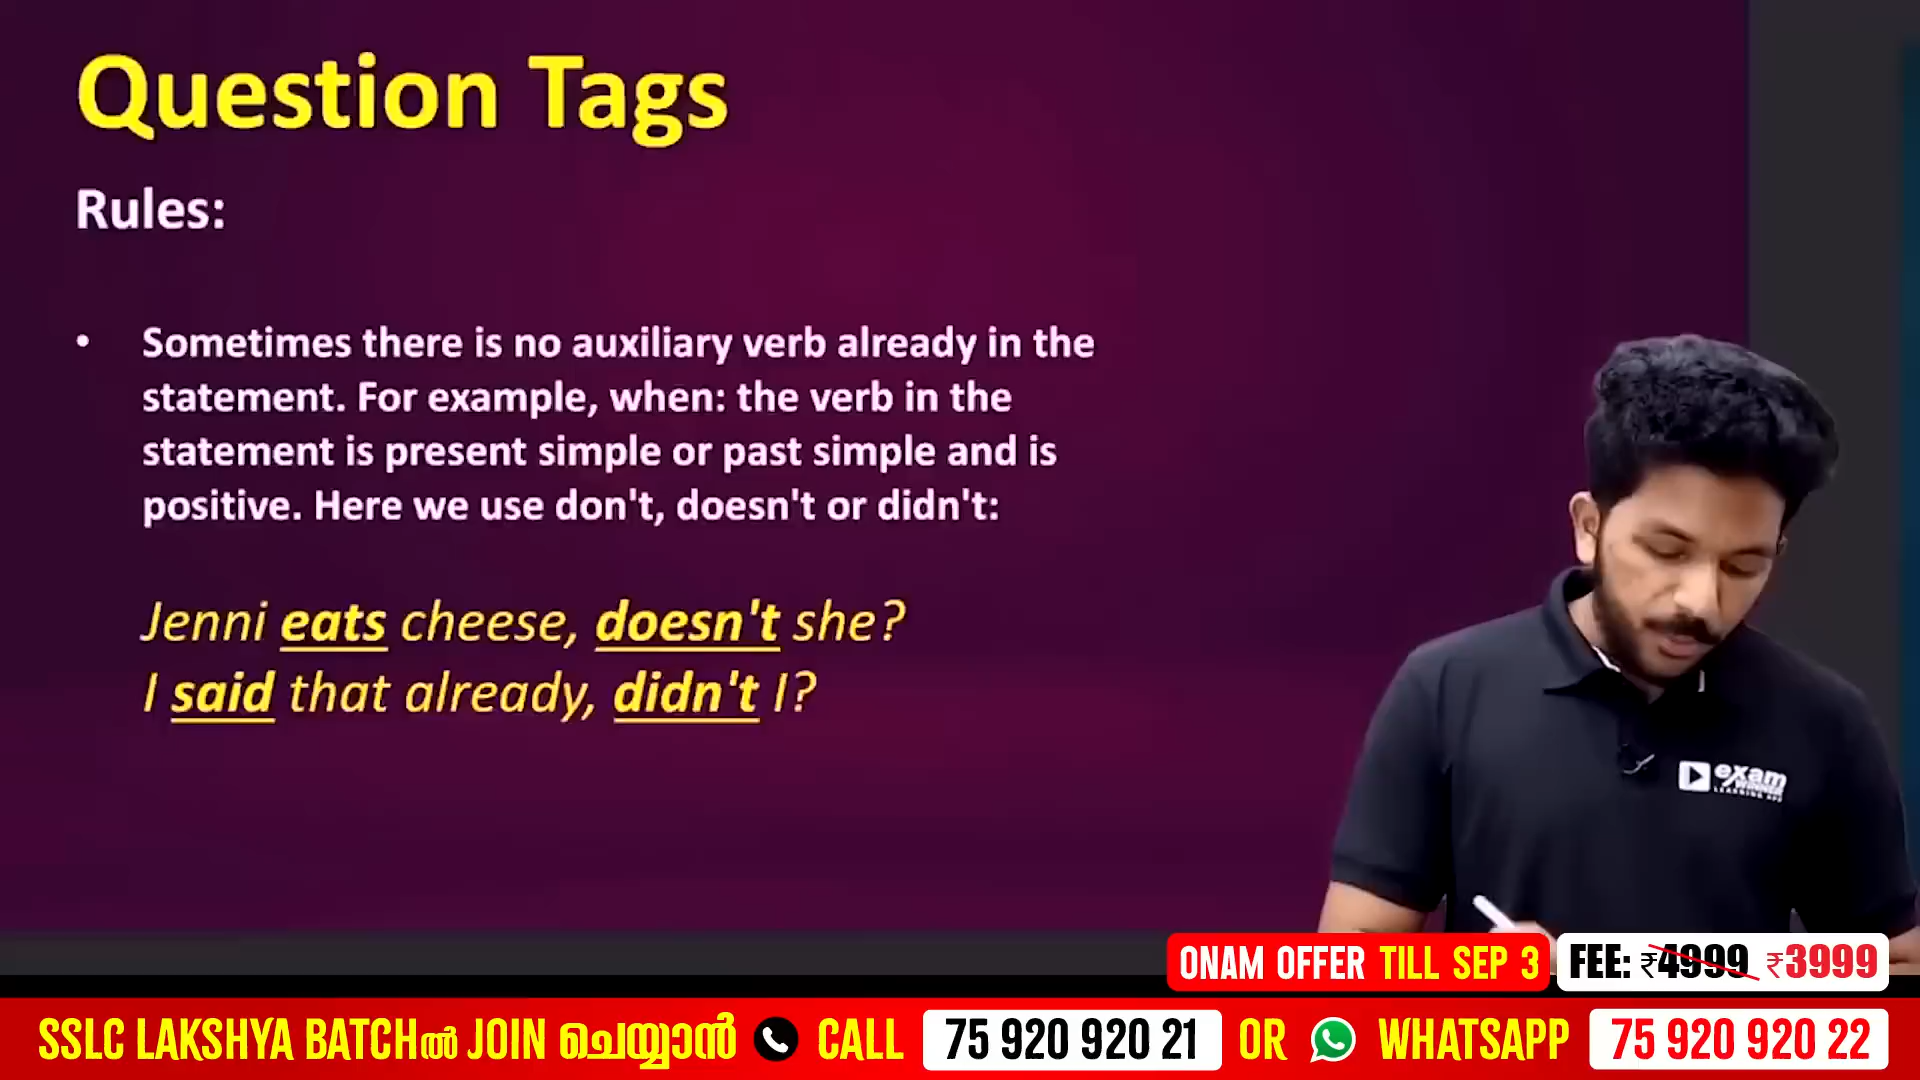 Question Tags
Rules:
• Sometimes there is no auxiliary verb already in the
statement. For example, when: the verb in the
statement is present simple or past simple and is
positive. Here we use don't, doesn't or didn't:
Jenni eats cheese, doesn't she?
I said that already, didn't I?
exam
WINNER
LEARNING APP
ONAM OFFER TILL SEP 3
FEE: ₹4999 ₹3999
SSLC LAKSHYA BATCHൽ JOIN ചെയ്യാൻ CALL 75 920 920 21 OR WHATSAPP 75 920 920 22